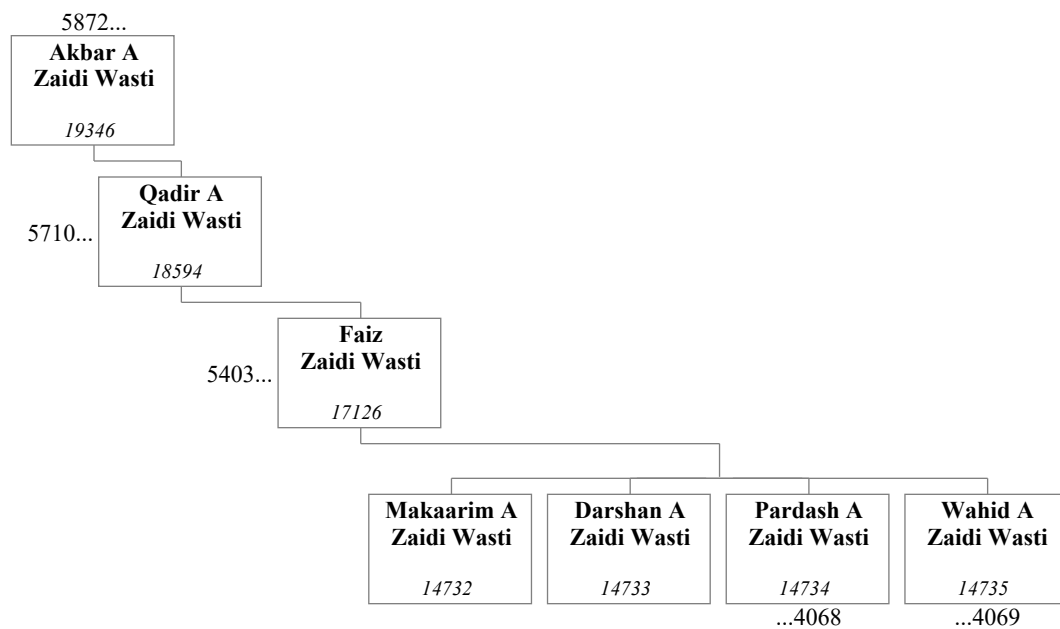 5872...
Akbar A
Zaidi Wasti
19346
Qadir A
Zaidi Wasti
5710...
18594
Faiz
Zaidi Wasti
5403...
17126
Makaarim A
Zaidi Wasti
14732
Darshan A
Zaidi Wasti
14733
Pardash A
Zaidi Wasti
14734
...4068
Wahid A
Zaidi Wasti
14735
...4069